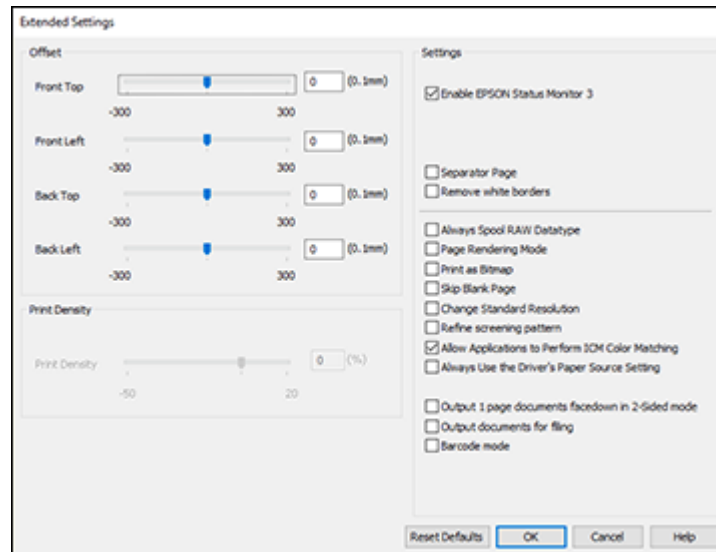 Extended Settings
Offset
Front Top
0
(0.1mm)
-300
300
Front Left
0
(0.1mm)
-300
300
Back Top
0
(0.1mm)
-300
300
Back Left
0
(0.1mm)
-300
300
Print Density
Print Density
0
(%)
-50
20
Settings
Enable EPSON Status Monitor 3
Separator Page
Remove white borders
Always Spool RAW Datatype
Page Rendering Mode
Print as Bitmap
Skip Blank Page
Change Standard Resolution
Refine screening pattern
Allow Applications to Perform ICM Color Matching
Always Use the Driver's Paper Source Setting
Output 1 page documents facedown in 2-Sided mode
Output documents for filing
Barcode mode
Reset Defaults
OK
Cancel
Help